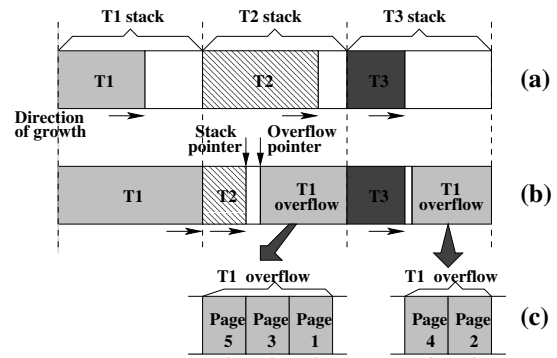 T1 stack T2 stack T3 stack
T1 T2 T3 (a)
Direction
of growth
Stack
pointer
Overflow
pointer
T1 T2 T1
overflow T3 T1
overflow (b)
T1 overflow T1 overflow
Page
5 Page
3 Page
1 Page
4 Page
2 (c)